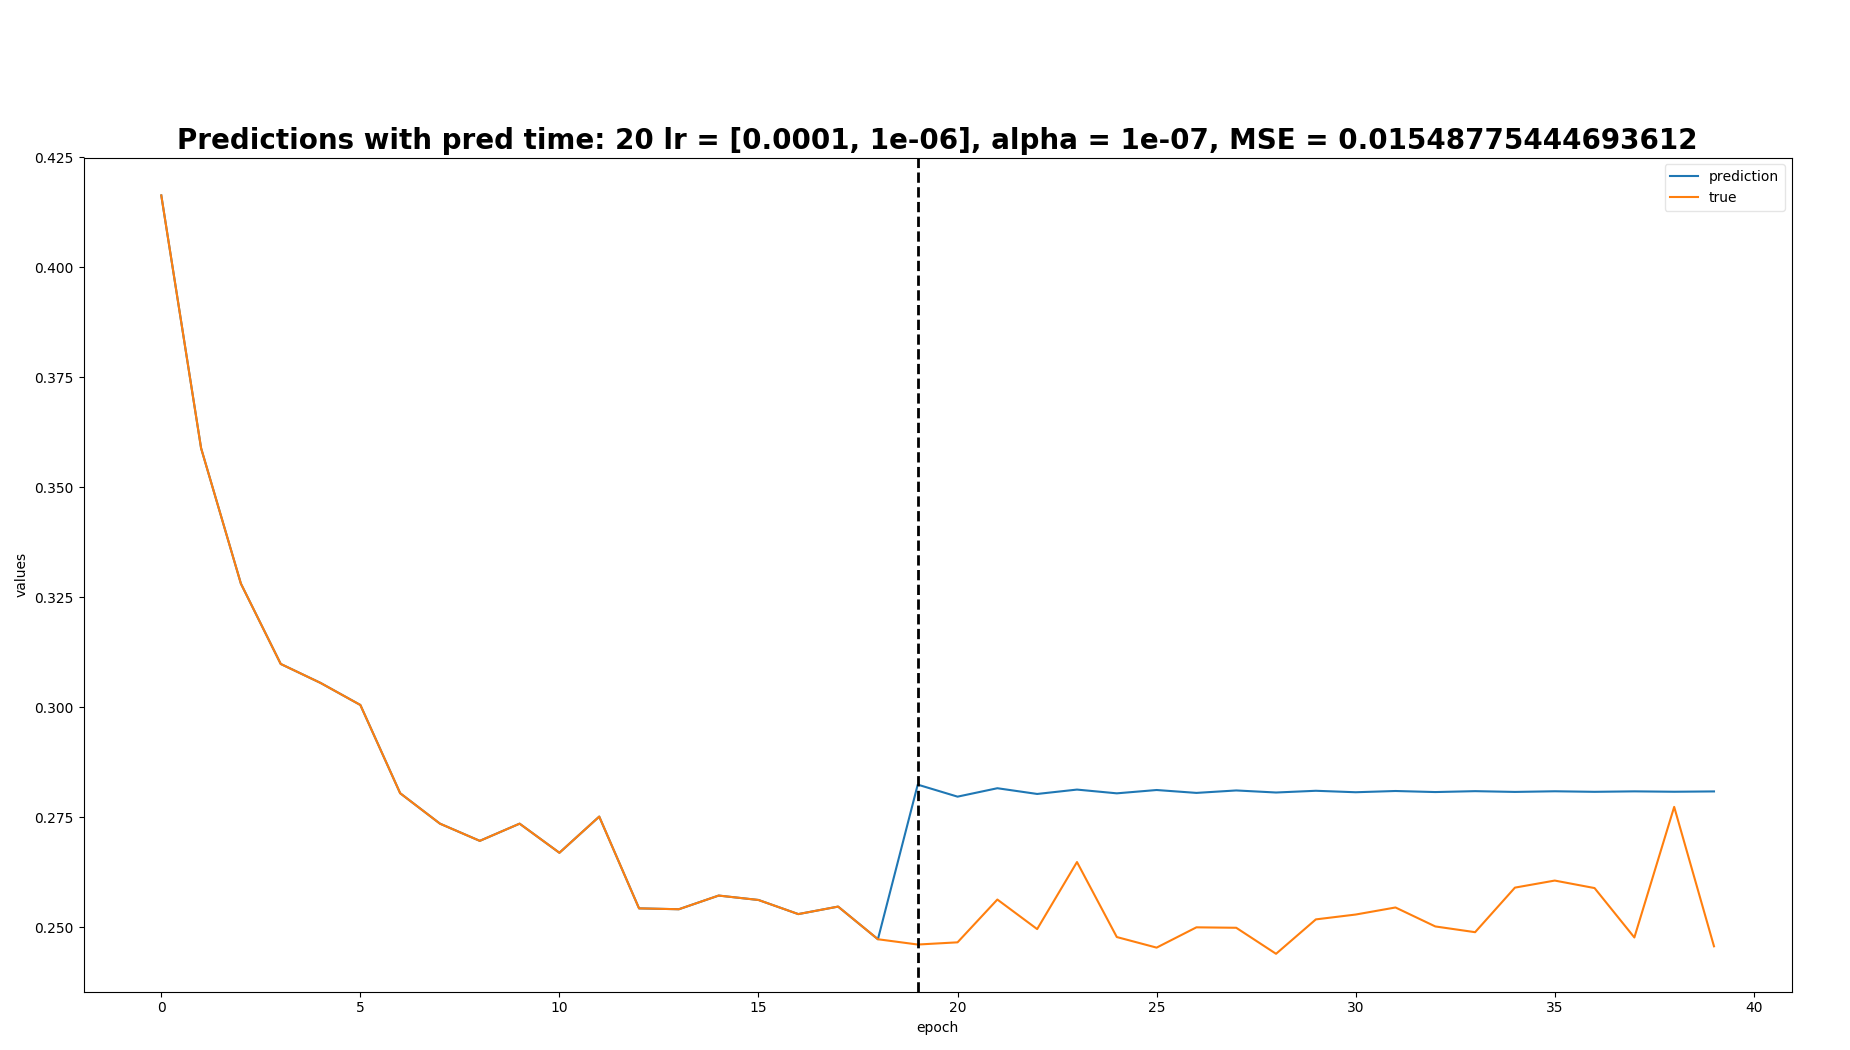 Predictions with pred time: 20 lr = [0.0001, 1e-06], alpha = 1e-07, MSE = 0.01548775444693612
prediction
true
0.425
0.400
0.375
0.350
0.325
0.300
0.275
0.250
values
0 5 10 15 20 25 30 35 40
epoch